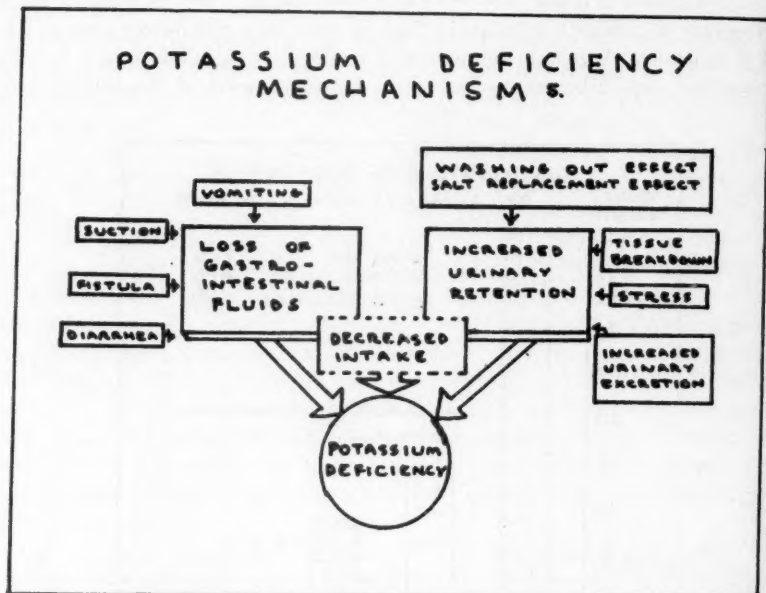 POTASSIUM DEFICIENCY
MECHANISMS.
VOMITING
WASHING OUT EFFECT
SALT REPLACEMENT EFFECT
SUCTION
FISTULA
DIARRHEA
LOSS OF
GASTRO-
INTESTINAL
FLUIDS
INCREASED
URINARY
RETENTION
TISSUE
BREAKDOWN
STRESS
INCREASED
URINARY
EXCRETION
DECREASED
INTAKE
POTASSIUM
DEFICIENCY